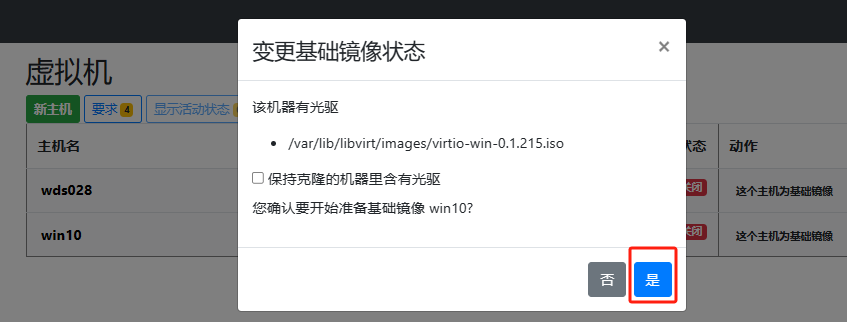 变更基础镜像状态 ×
虚拟机
新主机 要求 4 显示活动状态
该机器有光驱
/var/lib/libvirt/images/virtio-win-0.1.215.iso
主机名 状态 动作
保持克隆的机器里含有光驱
wds028 关闭 这个主机为基础镜像
您确认要开始准备基础镜像 win10?
win10 关闭 这个主机为基础镜像
否 是